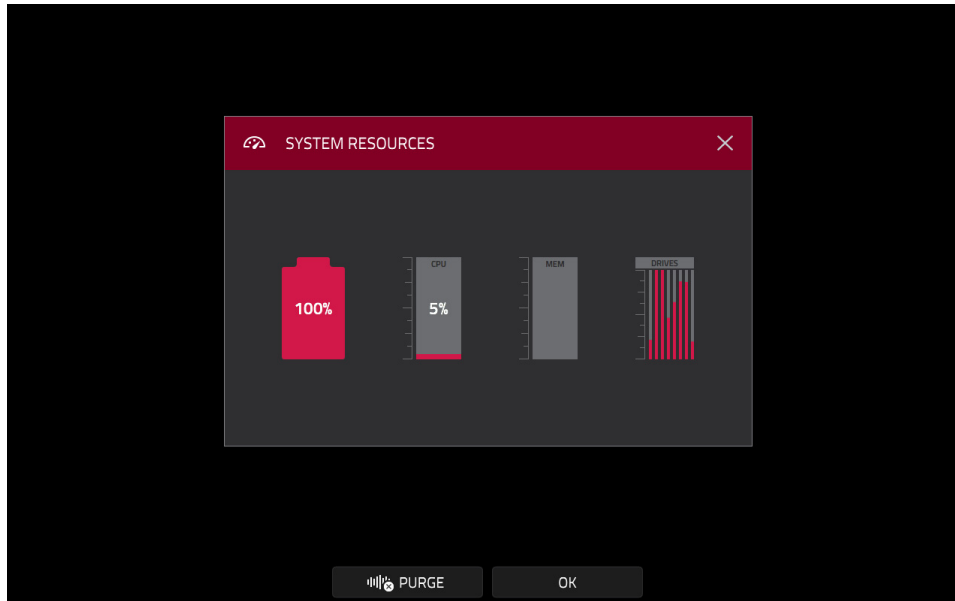 SYSTEM RESOURCES
CPU
MEM
DRIVES
100%
5%
PURGE
OK